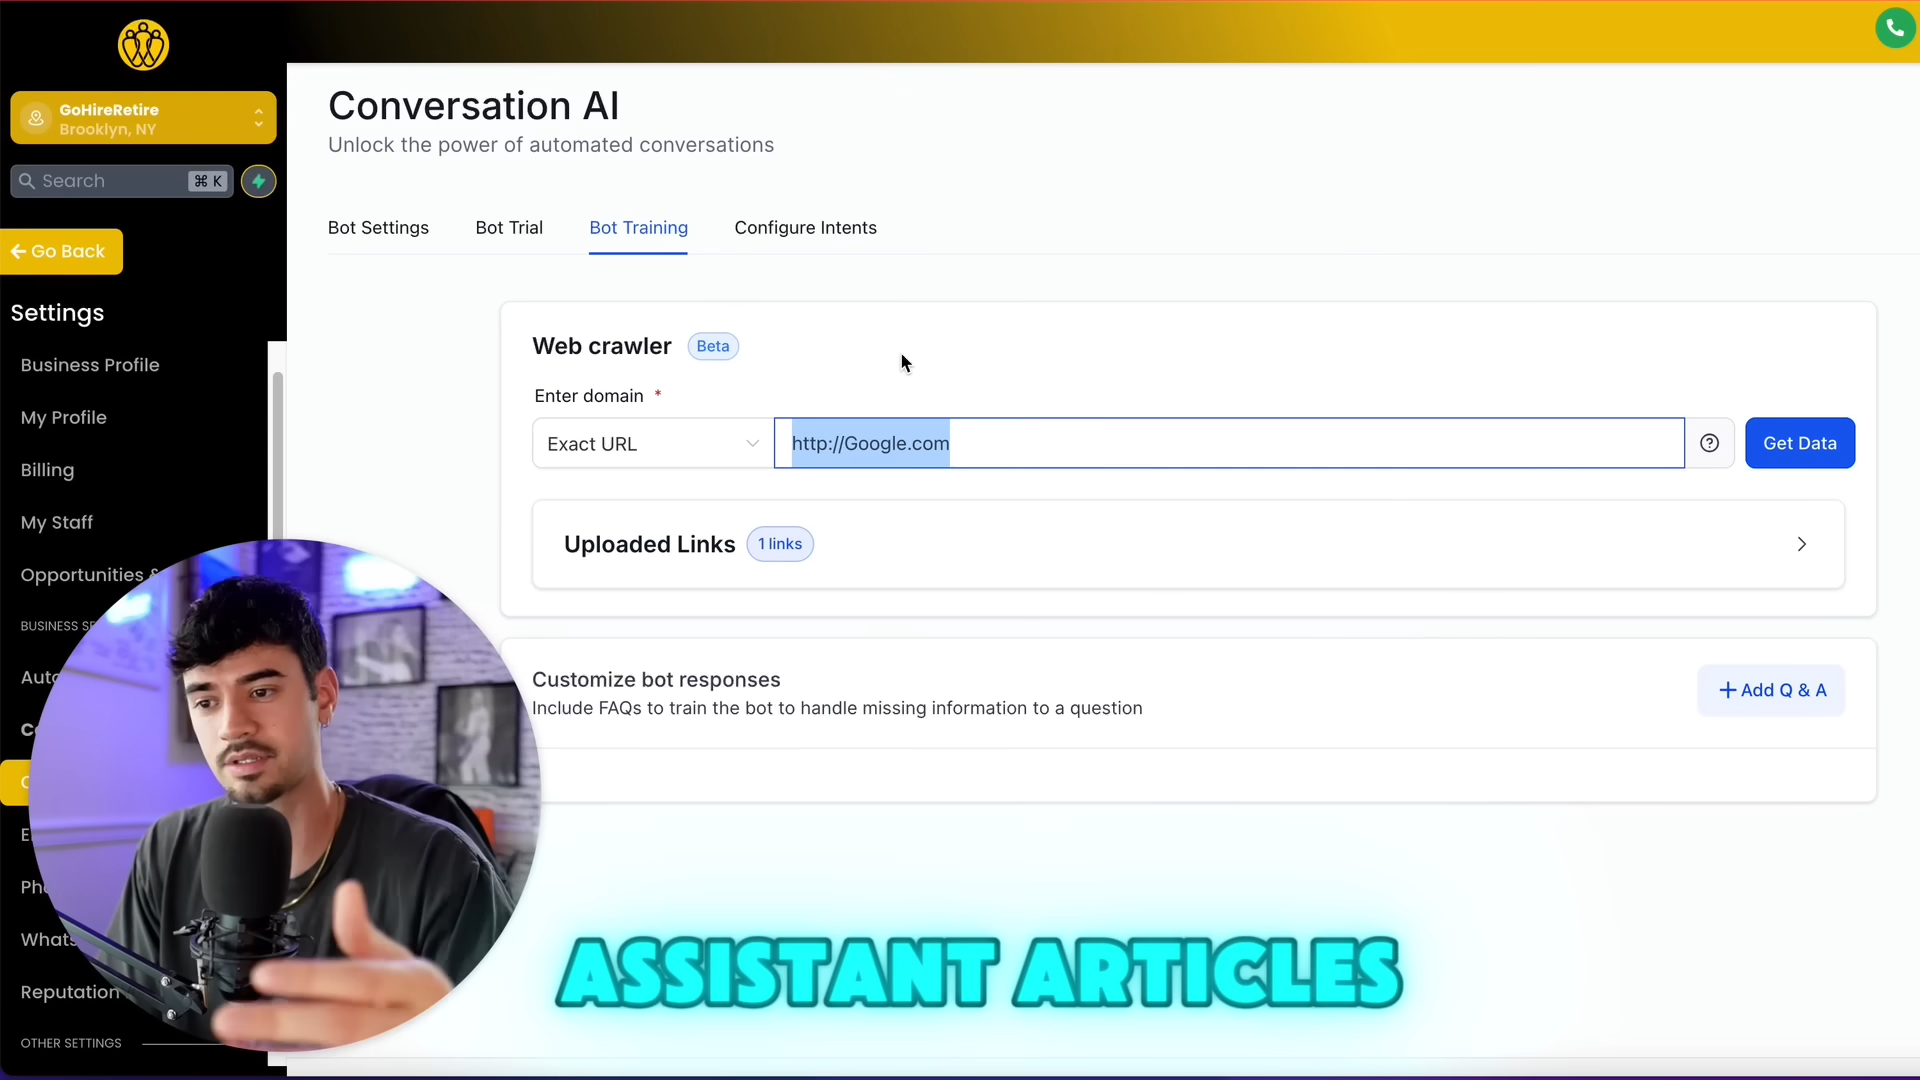 GoHireRetire
Brooklyn, NY
Search ⌘ K
Go Back
Settings
Business Profile
My Profile
Billing
My Staff
Opportunities &
BUSINESS
Reputation
OTHER SETTINGS
Conversation AI
Unlock the power of automated conversations
Bot Settings Bot Trial Bot Training Configure Intents
Web crawler Beta
Enter domain *
Exact URL http://Google.com Get Data
Uploaded Links 1 links
Customize bot responses
Include FAQs to train the bot to handle missing information to a question
+ Add Q & A
ASSISTANT ARTICLES